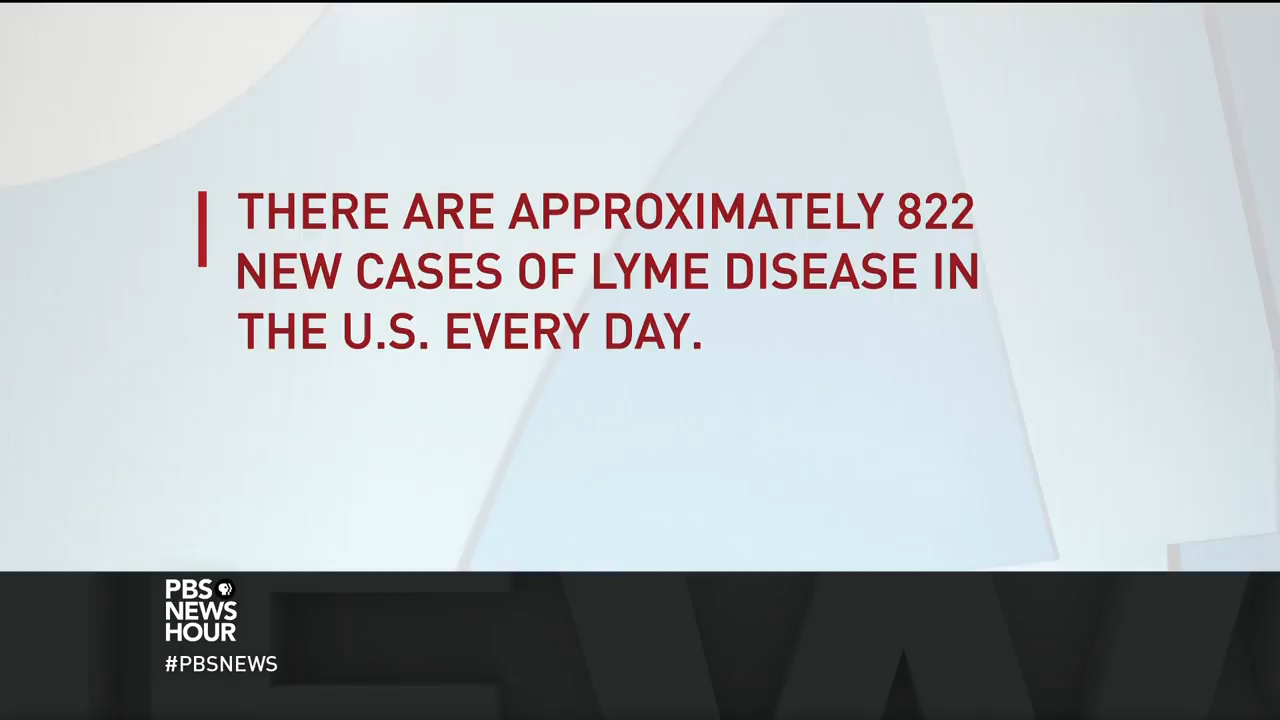 THERE ARE APPROXIMATELY 822
NEW CASES OF LYME DISEASE IN
THE U.S. EVERY DAY.
PBS
NEWS
HOUR
#PBSNEWS